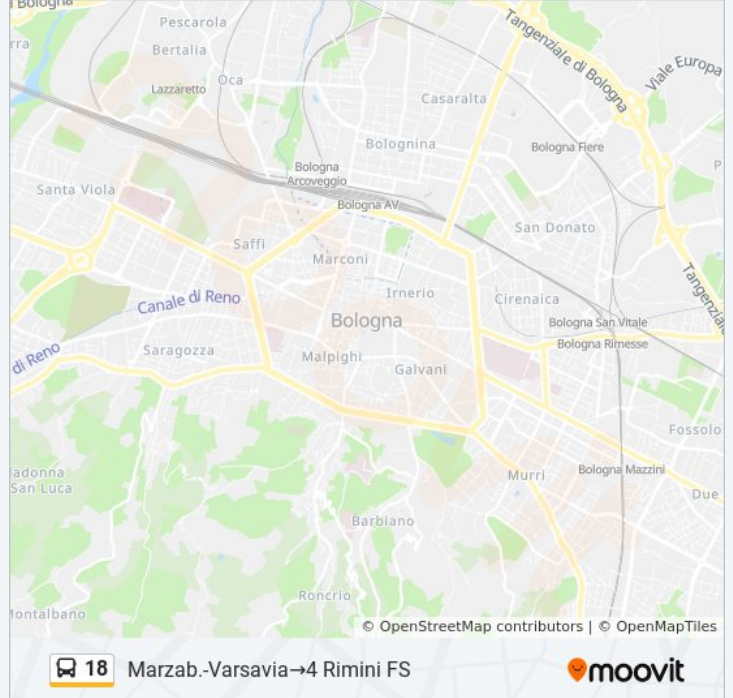 i Bologna
Pescarola
Tangenziale di Bologna
rra
Bertalia
Viale Europa
Oca
Lazzaretto
Casaralta
Bolognina
Bologna Fiere
Bologna
Arcoveggio
P
Santa Viola
Bologna AV
San Donato
Saffi
Marconi
Tangenzial
Irnerio
Cirenaica
Canale di Reno
Bologna
Bologna San Vitale
Bologna Rimesse
di Reno
Saragozza
Malpighi
Galvani
Fossolo
adonna
San Luca
Murri
Bologna Mazzini
Due
Barbiano
Roncrio
Montalbano
© OpenStreetMap contributors | © OpenMapTiles
18 Marzab.-Varsavia→4 Rimini FS
moovit